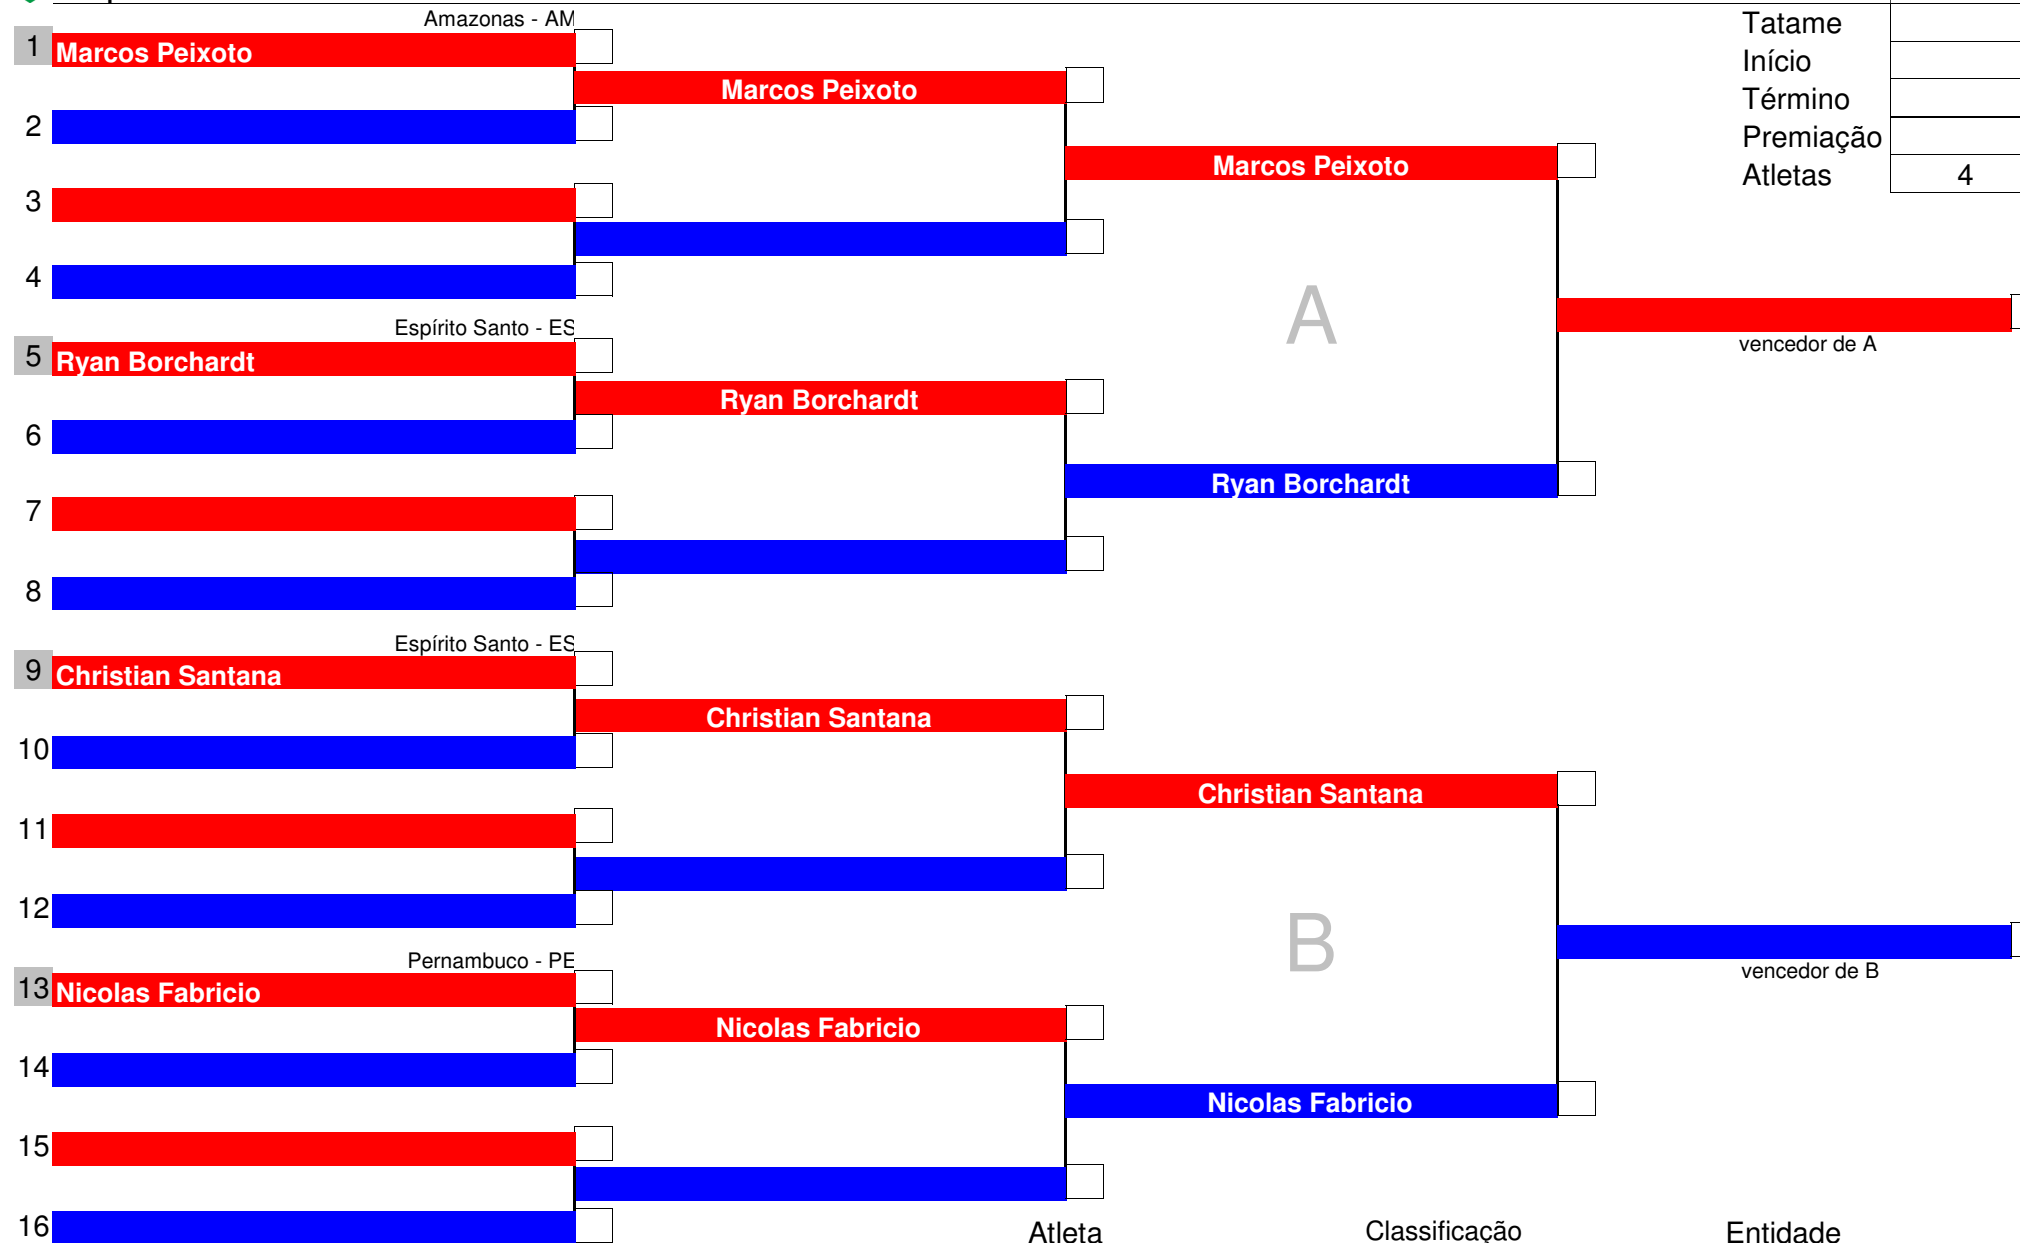 Amazonas - AM
Tatame
1 Marcos Peixoto
Início
Marcos Peixoto
Término
2
Premiação
Marcos Peixoto
Atletas 4
3
4
A
Espírito Santo - ES
vencedor de A
5 Ryan Borchardt
Ryan Borchardt
6
Ryan Borchardt
7
8
Espírito Santo - ES
9 Christian Santana
Christian Santana
10
Christian Santana
11
12
B
Pernambuco - PE
vencedor de B
13 Nicolas Fabricio
Nicolas Fabricio
14
Nicolas Fabricio
15
16
Atleta Classificação Entidade